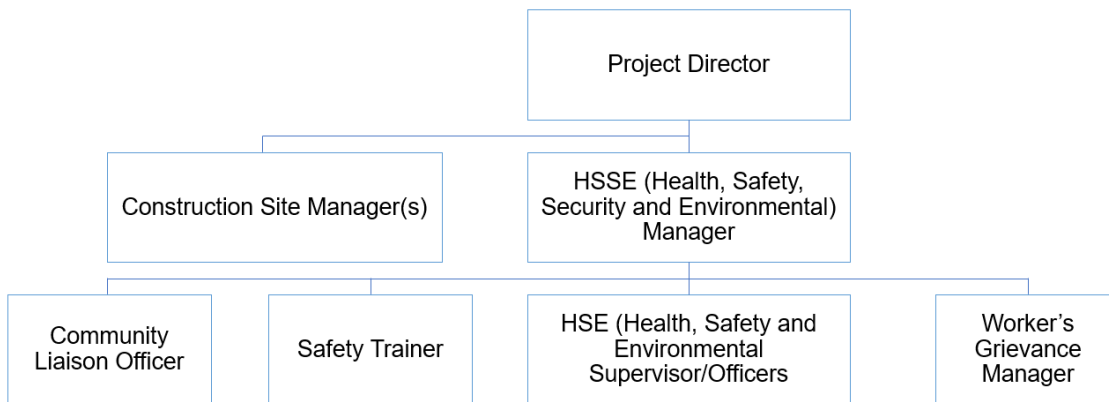 Project Director
Construction Site Manager(s)
HSSE (Health, Safety,
Security and Environmental)
Manager
Community
Liaison Officer
Safety Trainer
HSE (Health, Safety and
Environmental
Supervisor/Officers
Worker’s
Grievance
Manager